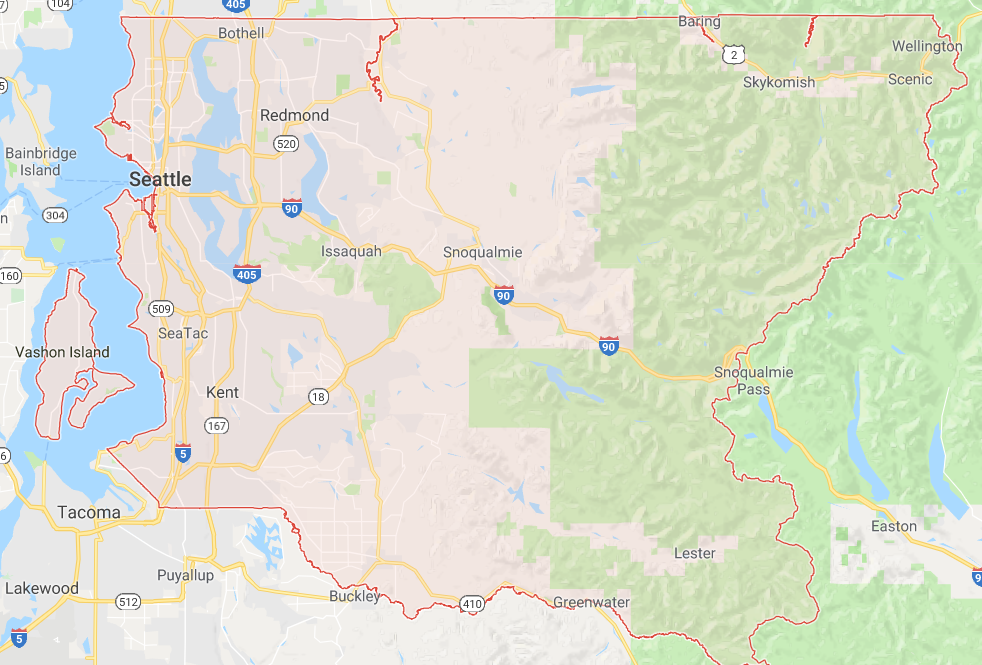 104
405
Bothell
Baring
2
Wellington
Skykomish
Scenic
Redmond
520
Bainbridge
Island
Seattle
304
90
Issaquah
Snoqualmie
160
405
90
509
SeaTac
90
Vashon Island
Snoqualmie
Pass
Kent
18
167
5
Tacoma
Easton
Lester
Puyallup
Lakewood
Buckley
512
410
Greenwater
5